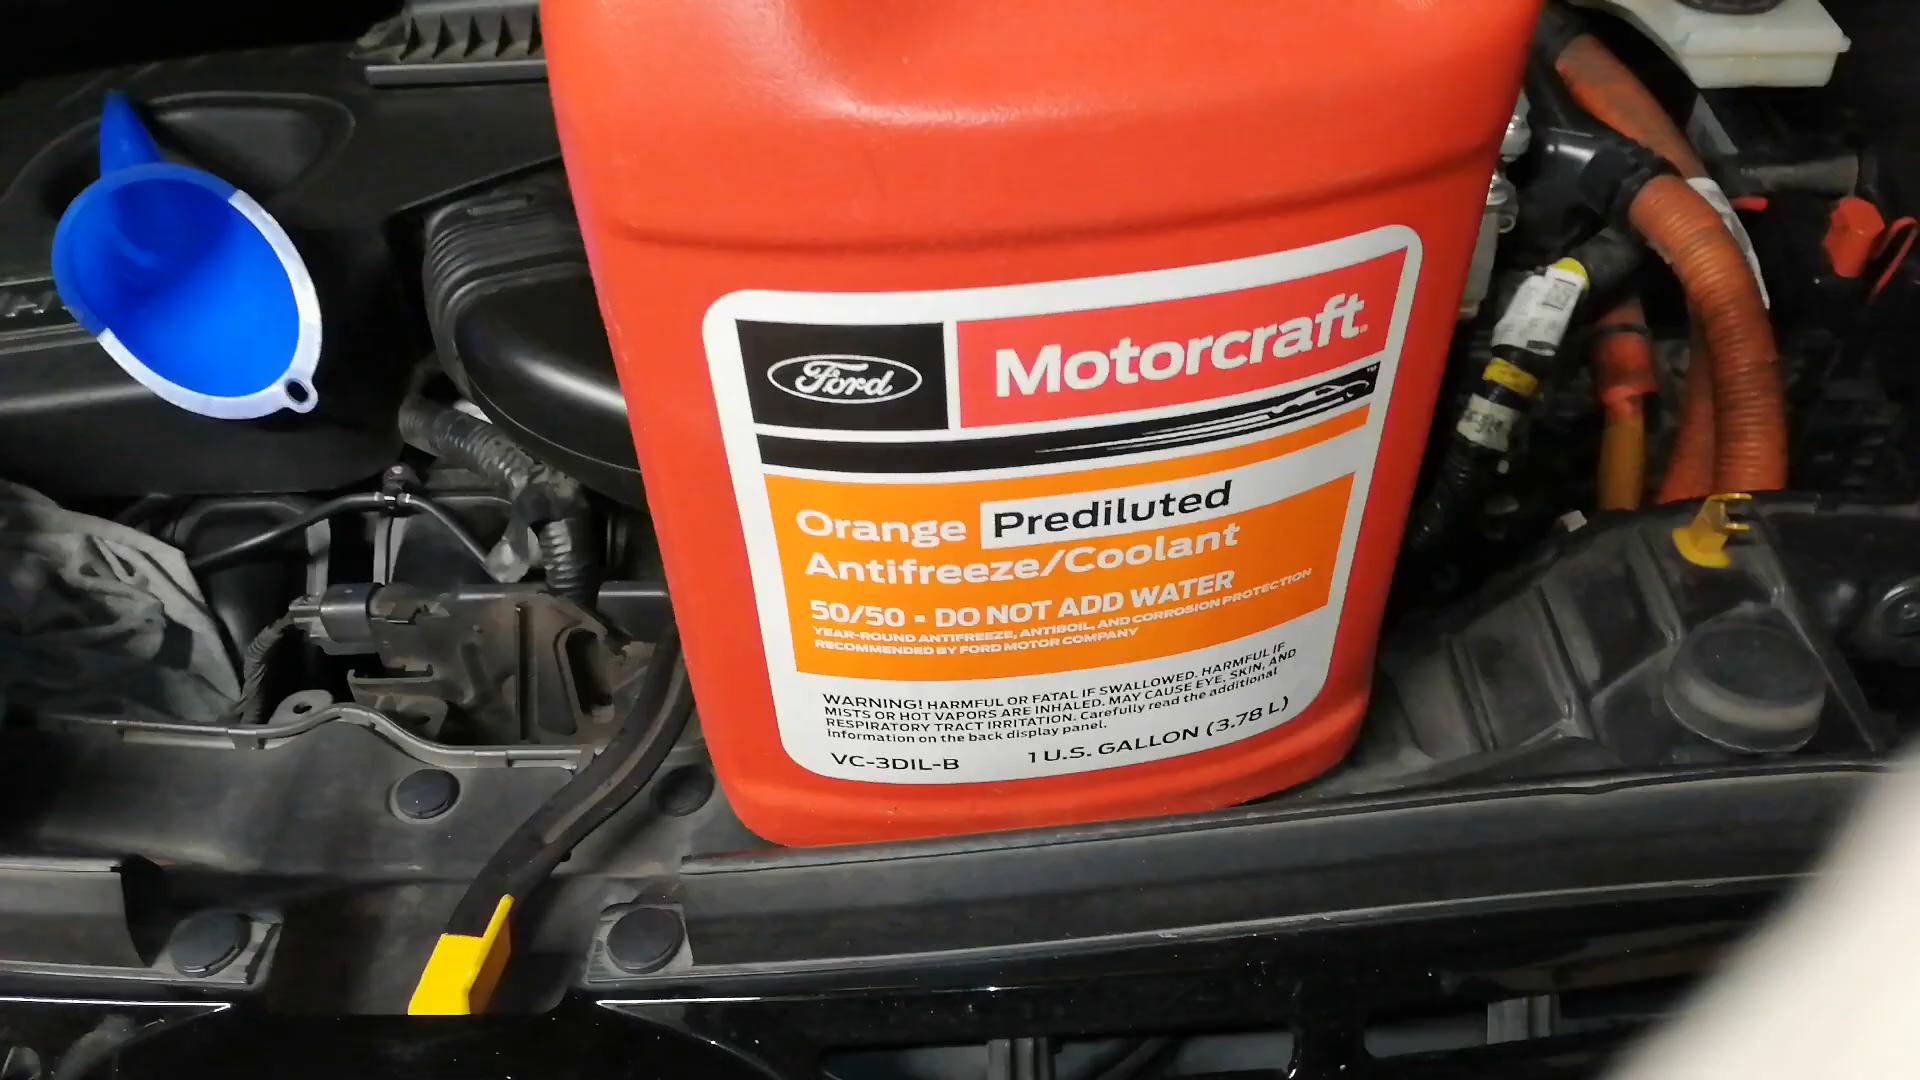 Ford
Motorcraft
Orange Prediluted
Antifreeze/Coolant
50/50 - DO NOT ADD WATER
YEAR-ROUND ANTIFREEZE, ANTIBOIL, AND CORROSION PROTECTION
RECOMMENDED BY FORD MOTOR COMPANY
WARNING! HARMFUL OR FATAL IF SWALLOWED. HARMFUL IF
MISTS OR HOT VAPORS ARE INHALED. MAY CAUSE EYE, SKIN, AND
RESPIRATORY TRACT IRRITATION. Carefully read the additional
information on the back display panel.
VC-3DIL-B 1 U.S. GALLON (3.78 L)